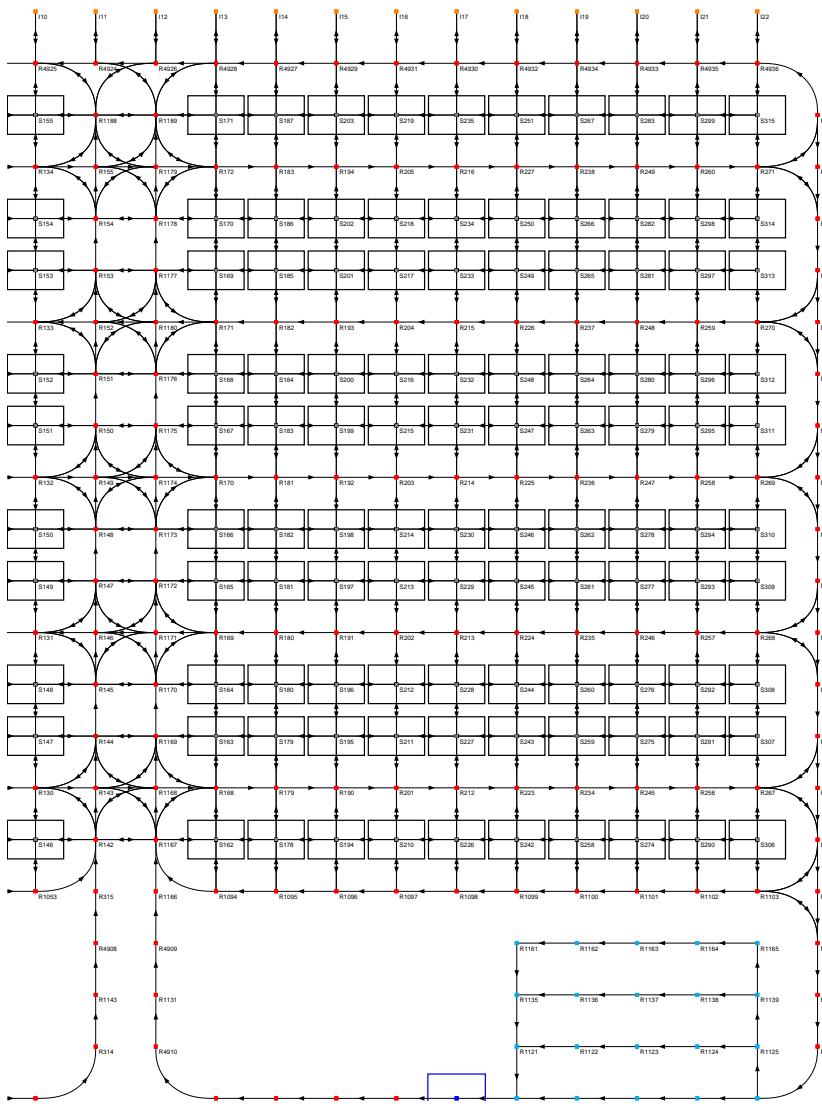 I10 I11 I12 I13 I14 I15 I16 I17 I18 I19 I20 I21 I22
R4925 R4924 R4926 R4928 R4927 R4929 R4931 R4930 R4932 R4934 R4933 R4935 R4936
S155 R1188 R1189 S171 S187 S203 S219 S235 S251 S267 S283 S299 S315
R134 R155 R1179 R172 R183 R194 R205 R216 R227 R238 R249 R260 R271
S154 R154 R1178 S170 S186 S202 S218 S234 S250 S266 S282 S298 S314
S153 R153 R1177 S169 S185 S201 S217 S233 S249 S265 S281 S297 S313
R133 R152 R1180 R171 R182 R193 R204 R215 R226 R237 R248 R259 R270
S152 R151 R1176 S168 S184 S200 S216 S232 S248 S264 S280 S296 S312
S151 R150 R1175 S167 S183 S199 S215 S231 S247 S263 S279 S295 S311
R132 R149 R1174 R170 R181 R192 R203 R214 R225 R236 R247 R258 R269
S150 R148 R1173 S166 S182 S198 S214 S230 S246 S262 S278 S294 S310
S149 R147 R1172 S165 S181 S197 S213 S229 S245 S261 S277 S293 S309
R131 R146 R1171 R169 R180 R191 R202 R213 R224 R235 R246 R257 R268
S148 R145 R1170 S164 S180 S196 S212 S228 S244 S260 S276 S292 S308
S147 R144 R1169 S163 S179 S195 S211 S227 S243 S259 S275 S291 S307
R130 R143 R1168 R168 R179 R190 R201 R212 R223 R234 R245 R256 R267
S146 R142 R1167 S162 S178 S194 S210 S226 S242 S258 S274 S290 S306
R1053 R315 R1166 R1094 R1095 R1096 R1097 R1098 R1099 R1100 R1101 R1102 R1103
R4908 R4909 R1161 R1162 R1163 R1164 R1165
R1143 R1131 R1135 R1136 R1137 R1138 R1139
R314 R4910 R1121 R1122 R1123 R1124 R1125